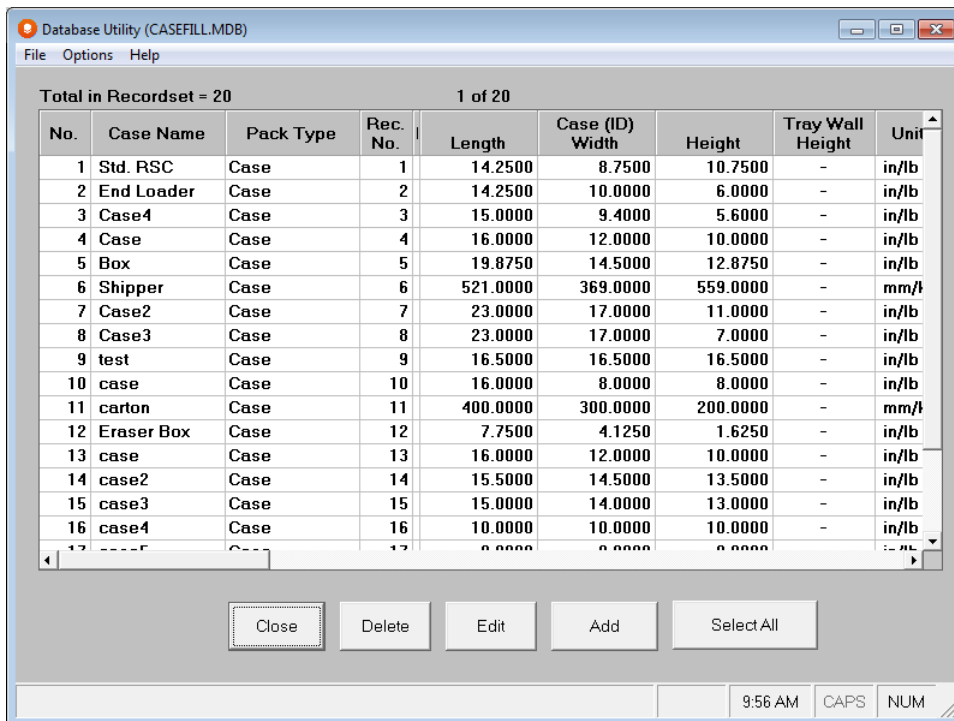 Database Utility (CASEFILL.MDB)
File Options Help
Total in Recordset = 20 1 of 20
No. Case Name Pack Type Rec. No. Length Case (ID) Width Height Tray Wall Height Unit
1 Std. RSC Case 1 14.2500 8.7500 10.7500 - in/lb
2 End Loader Case 2 14.2500 10.0000 6.0000 - in/lb
3 Case4 Case 3 15.0000 9.4000 5.6000 - in/lb
4 Case Case 4 16.0000 12.0000 10.0000 - in/lb
5 Box Case 5 19.8750 14.5000 12.8750 - in/lb
6 Shipper Case 6 521.0000 369.0000 559.0000 - mm/
7 Case2 Case 7 23.0000 17.0000 11.0000 - in/lb
8 Case3 Case 8 23.0000 17.0000 7.0000 - in/lb
9 test Case 9 16.5000 16.5000 16.5000 - in/lb
10 case Case 10 16.0000 8.0000 8.0000 - in/lb
11 carton Case 11 400.0000 300.0000 200.0000 - mm/
12 Eraser Box Case 12 7.7500 4.1250 1.6250 - in/lb
13 case Case 13 16.0000 12.0000 10.0000 - in/lb
14 case2 Case 14 15.5000 14.5000 13.5000 - in/lb
15 case3 Case 15 15.0000 14.0000 13.0000 - in/lb
16 case4 Case 16 10.0000 10.0000 10.0000 - in/lb
Close Delete Edit Add Select All
9:56 AM CAPS NUM